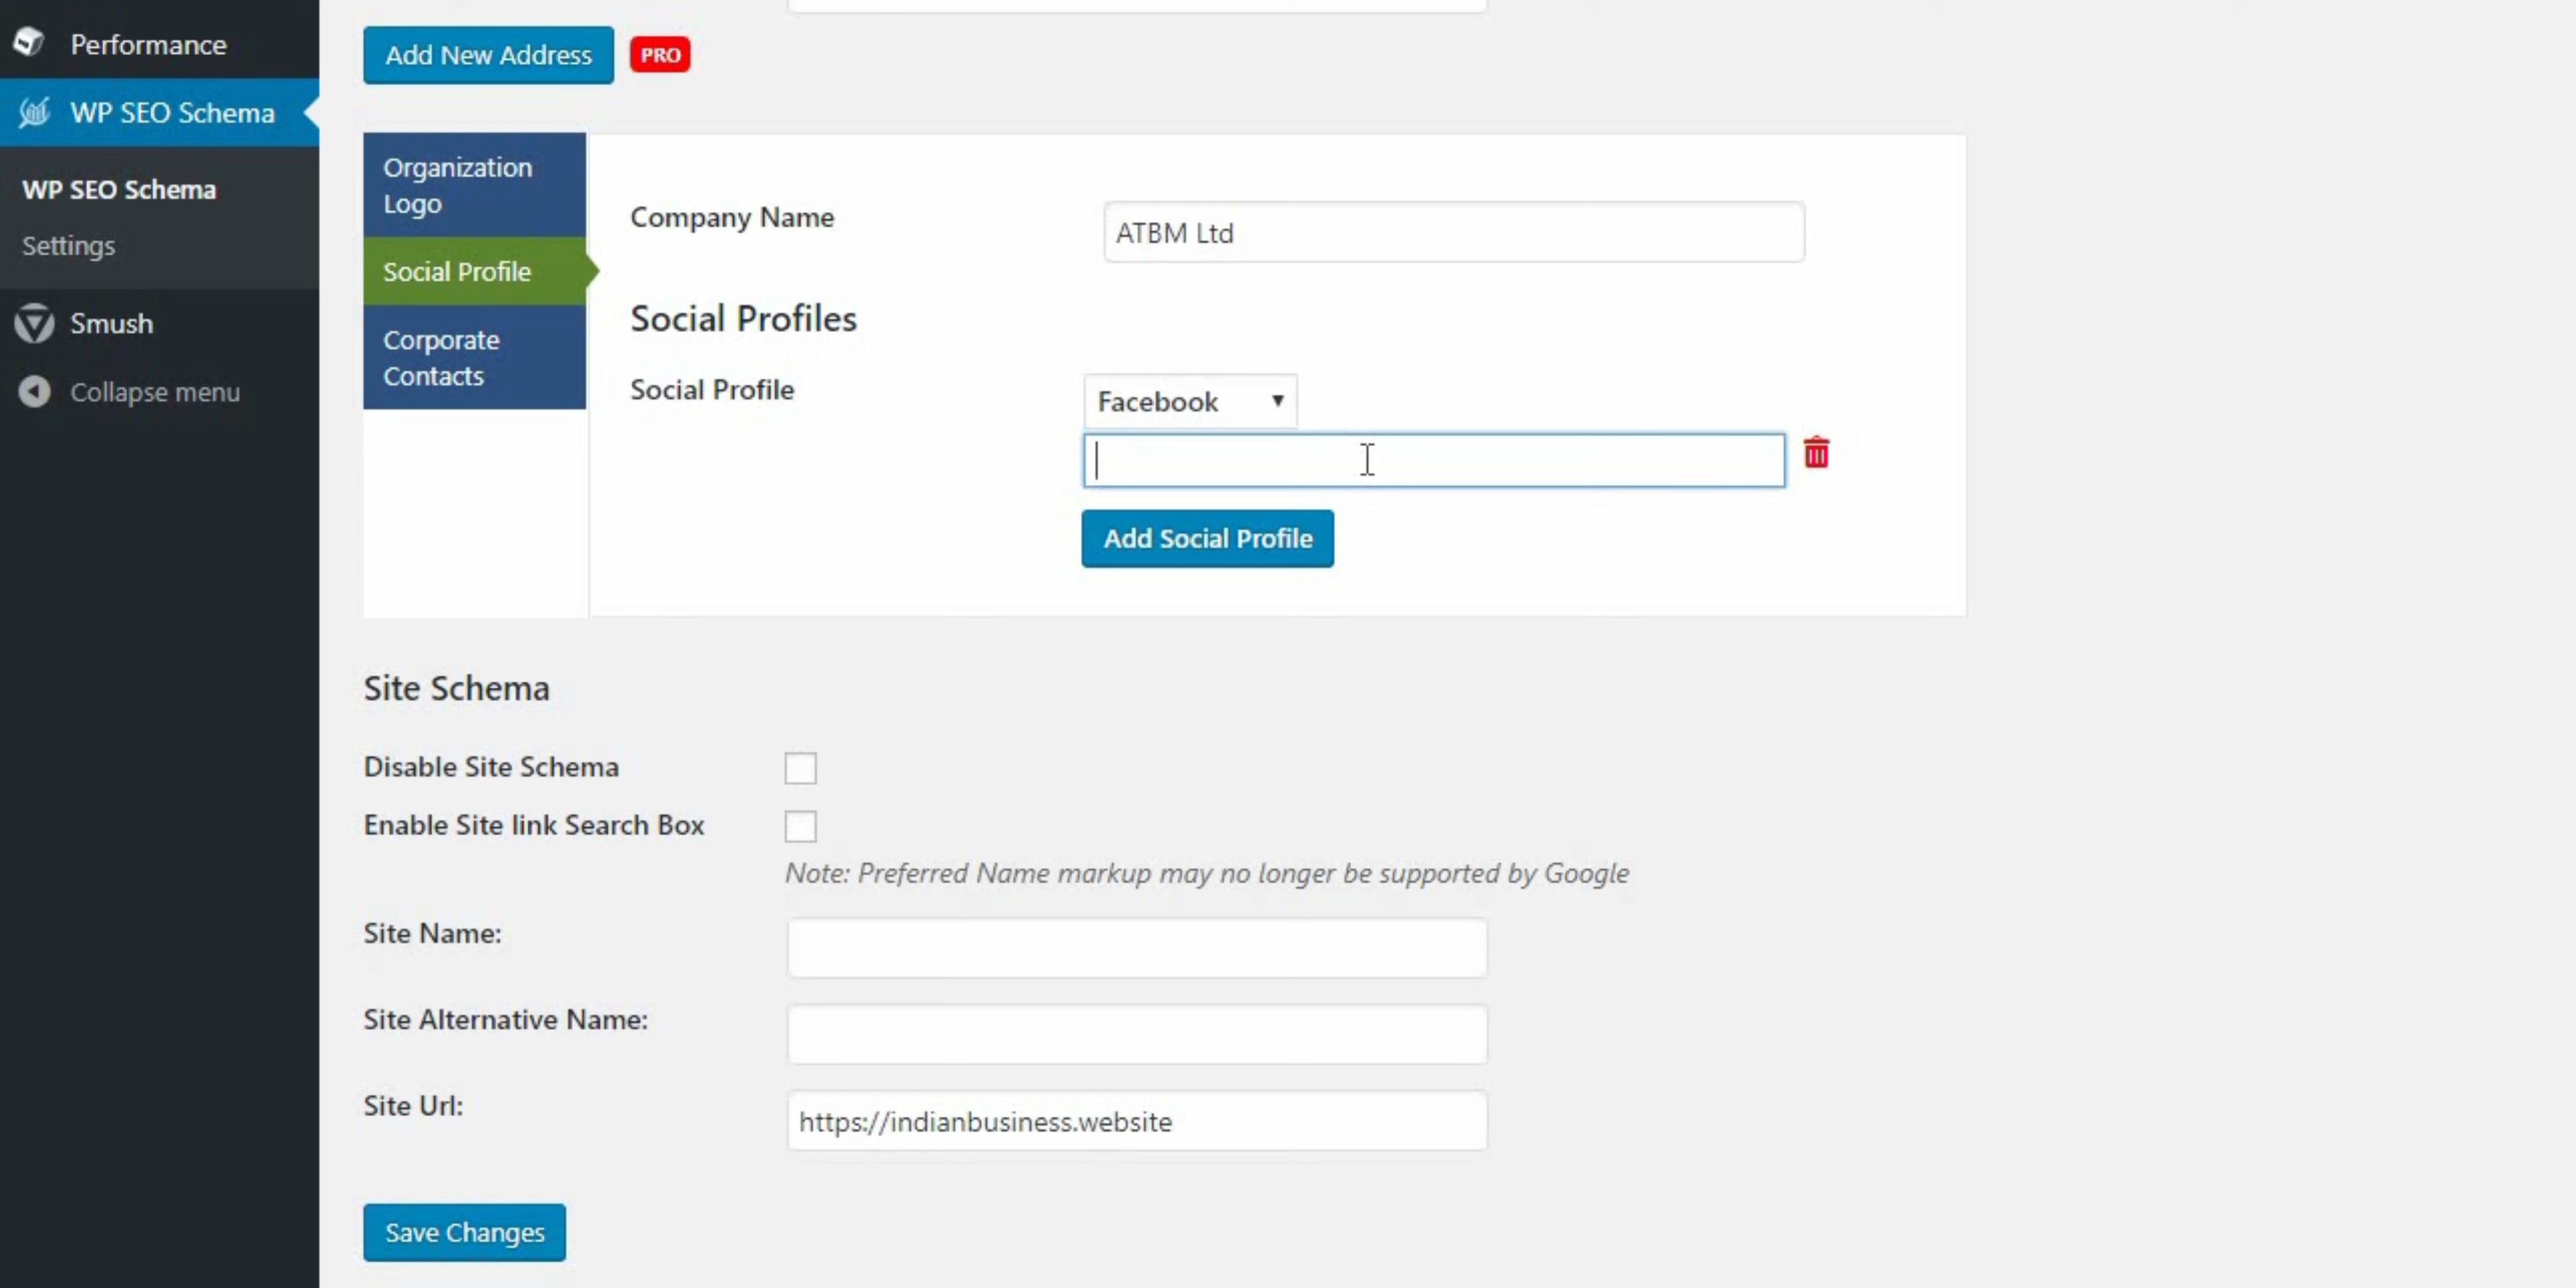 Performance
WP SEO Schema
WP SEO Schema
Settings
Smush
Collapse menu
Add New Address PRO
Organization
Logo
Social Profile
Corporate
Contacts
Company Name
ATBM Ltd
Social Profiles
Social Profile
Facebook
Add Social Profile
Site Schema
Disable Site Schema
Enable Site link Search Box
Note: Preferred Name markup may no longer be supported by Google
Site Name:
Site Alternative Name:
Site Url:
https://indianbusiness.website
Save Changes